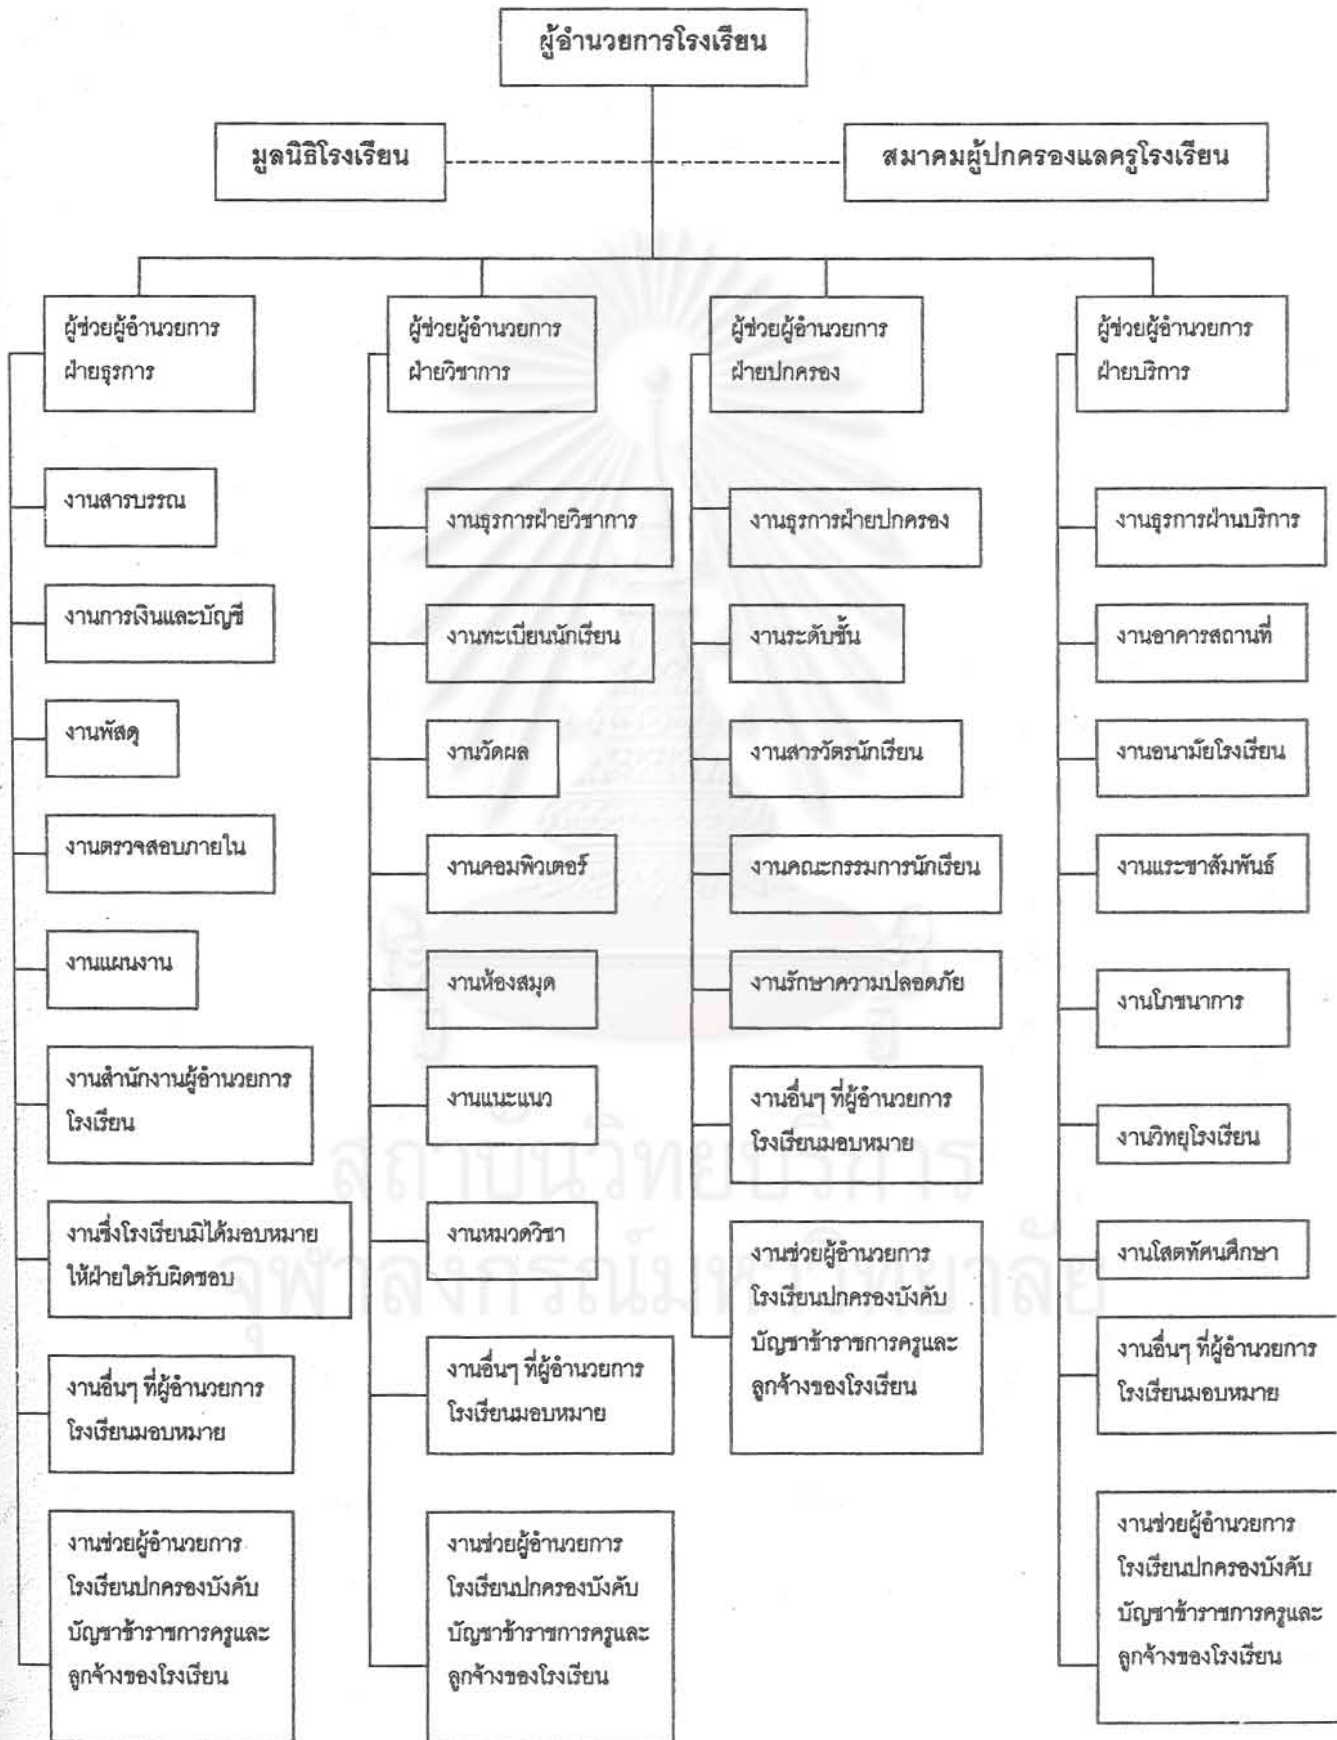 ผู้อำนวยการโรงเรียน
มูลนิธิโรงเรียน
สมาคมผู้ปกครองแลครูโรงเรียน
ผู้ช่วยผู้อำนวยการ
ฝ่ายธุรการ
งานสารบรรณ
งานการเงินและบัญชี
งานพัสดุ
งานตรวจสอบภายใน
งานแผนงาน
งานสำนักงานผู้อำนวยการ
โรงเรียน
งานซึ่งโรงเรียนมิได้มอบหมาย
ให้ฝ่ายใดรับผิดชอบ
งานอื่นๆ ที่ผู้อำนวยการ
โรงเรียนมอบหมาย
งานช่วยผู้อำนวยการ
โรงเรียนปกครองบังคับ
บัญชาข้าราชการครูและ
ลูกจ้างของโรงเรียน
ผู้ช่วยผู้อำนวยการ
ฝ่ายวิชาการ
งานธุรการฝ่ายวิชาการ
งานทะเบียนนักเรียน
งานวัดผล
งานคอมพิวเตอร์
งานห้องสมุด
งานแนะแนว
งานหมวดวิชา
งานอื่นๆ ที่ผู้อำนวยการ
โรงเรียนมอบหมาย
งานช่วยผู้อำนวยการ
โรงเรียนปกครองบังคับ
บัญชาข้าราชการครูและ
ลูกจ้างของโรงเรียน
ผู้ช่วยผู้อำนวยการ
ฝ่ายปกครอง
งานธุรการฝ่ายปกครอง
งานระดับชั้น
งานสารวัตรนักเรียน
งานคณะกรรมการนักเรียน
งานรักษาความปลอดภัย
งานอื่นๆ ที่ผู้อำนวยการ
โรงเรียนมอบหมาย
งานช่วยผู้อำนวยการ
โรงเรียนปกครองบังคับ
บัญชาข้าราชการครูและ
ลูกจ้างของโรงเรียน
ผู้ช่วยผู้อำนวยการ
ฝ่ายบริการ
งานธุรการฝ่านบริการ
งานอาคารสถานที่
งานอนามัยโรงเรียน
งานแระชาสัมพันธ์
งานโภชนาการ
งานวิทยุโรงเรียน
งานโสตทัศนศึกษา
งานอื่นๆ ที่ผู้อำนวยการ
โรงเรียนมอบหมาย
งานช่วยผู้อำนวยการ
โรงเรียนปกครองบังคับ
บัญชาข้าราชการครูและ
ลูกจ้างของโรงเรียน
สถาบันวิทยบริการ
จุฬาลงกรณ์มหาวิทยาลัย